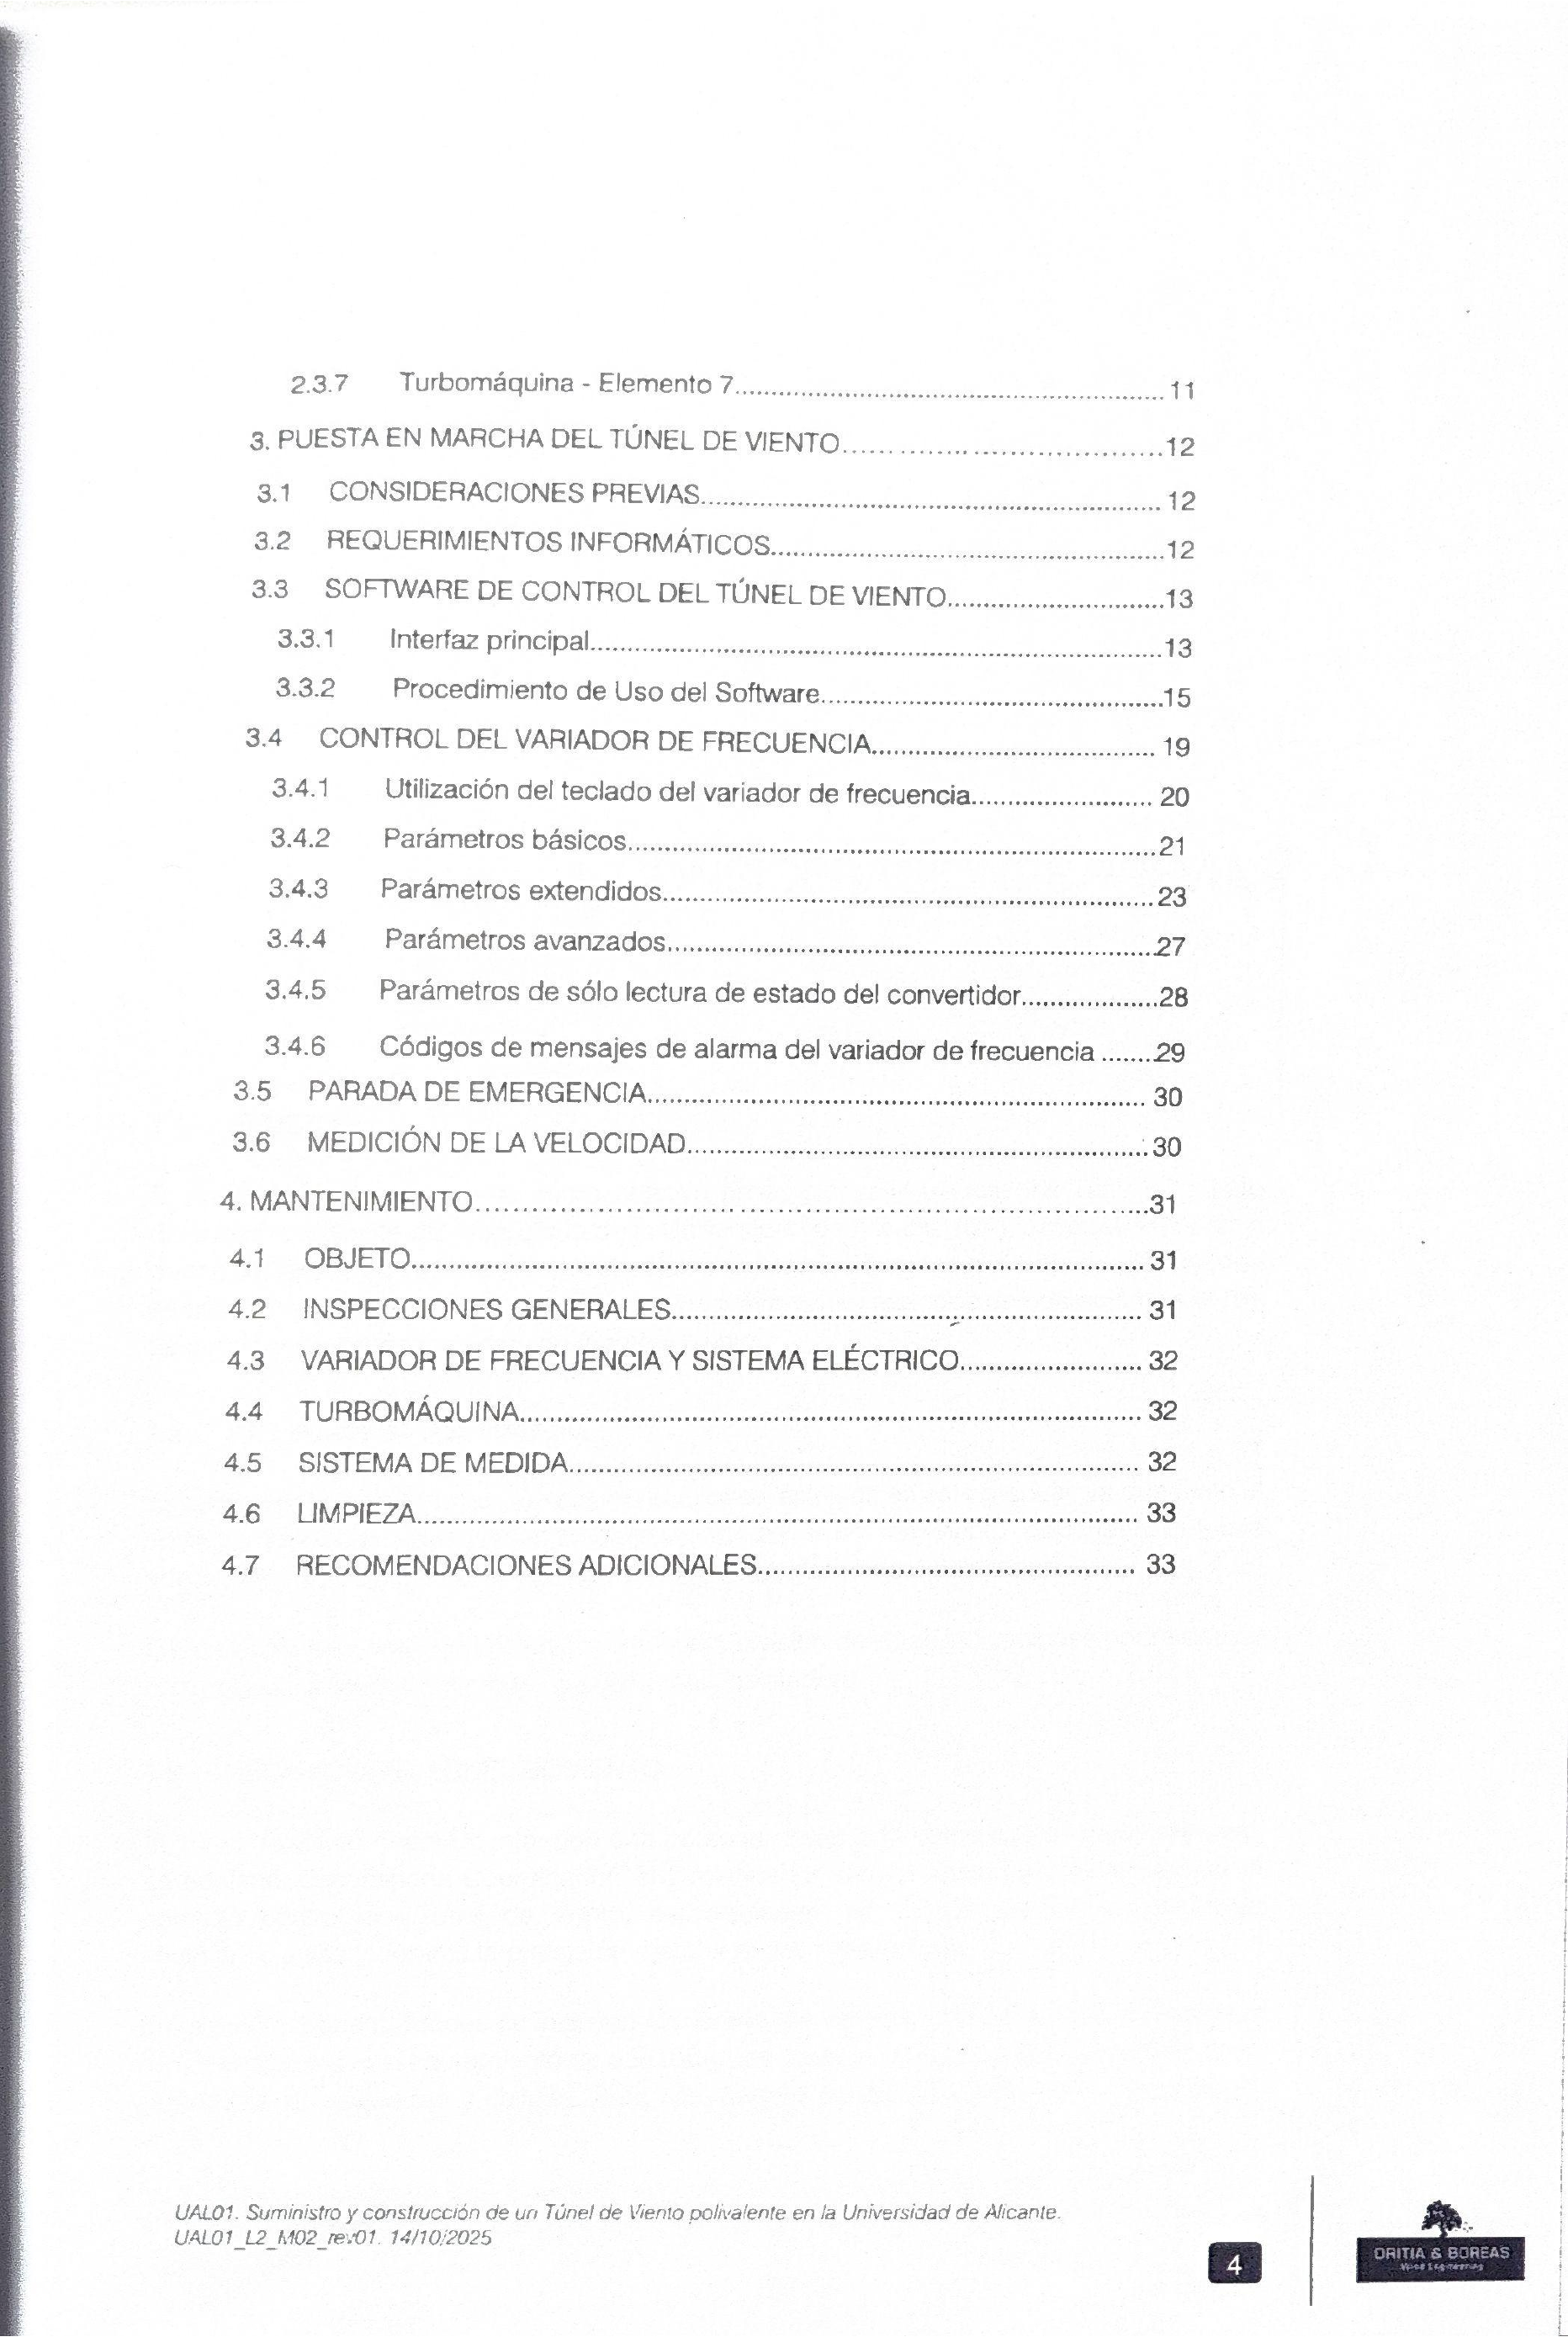 2.3.7 Turbomáquina - Elemento 7 11
3. PUESTA EN MARCHA DEL TÚNEL DE VIENTO 12
3.1 CONSIDERACIONES PREVIAS 12
3.2 REQUERIMIENTOS INFORMÁTICOS 12
3.3 SOFTWARE DE CONTROL DEL TÚNEL DE VIENTO 13
3.3.1 Interfaz principal 13
3.3.2 Procedimiento de Uso del Software 15
3.4 CONTROL DEL VARIADOR DE FRECUENCIA 19
3.4.1 Utilización del teclado del variador de frecuencia 20
3.4.2 Parámetros básicos 21
3.4.3 Parámetros extendidos 23
3.4.4 Parámetros avanzados 27
3.4.5 Parámetros de sólo lectura de estado del convertidor 28
3.4.6 Códigos de mensajes de alarma del variador de frecuencia 29
3.5 PARADA DE EMERGENCIA 30
3.6 MEDICIÓN DE LA VELOCIDAD 30
4. MANTENIMIENTO 31
4.1 OBJETO 31
4.2 INSPECCIONES GENERALES 31
4.3 VARIADOR DE FRECUENCIA Y SISTEMA ELÉCTRICO 32
4.4 TURBOMÁQUINA 32
4.5 SISTEMA DE MEDIDA 32
4.6 LIMPIEZA 33
4.7 RECOMENDACIONES ADICIONALES 33
UAL01. Suministro y construcción de un Túnel de Viento polivalente en la Universidad de Alicante.
UAL01_L2_M02_rev01. 14/10/2025
4
ORITIA & BOREAS
Wind Engineering